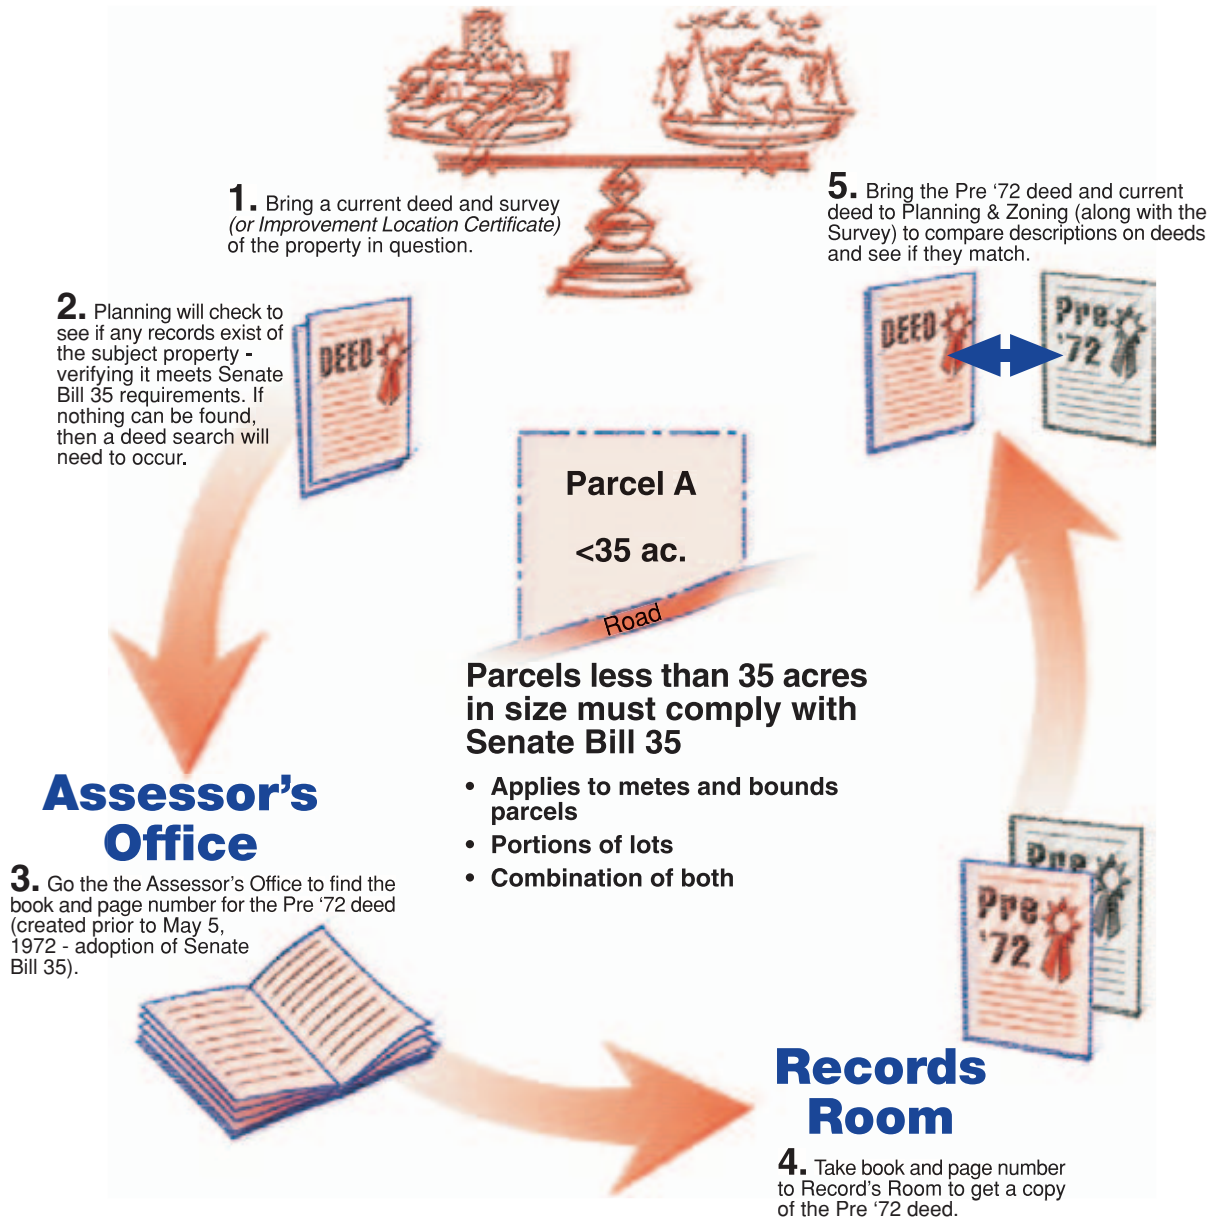 1. Bring a current deed and survey
(or Improvement Location Certificate)
of the property in question.
2. Planning will check to
see if any records exist of
the subject property -
verifying it meets Senate
Bill 35 requirements. If
nothing can be found,
then a deed search will
need to occur.
DEED
Parcel A
<35 ac.
Road
Parcels less than 35 acres
in size must comply with
Senate Bill 35
• Applies to metes and bounds
parcels
• Portions of lots
• Combination of both
Assessor's
Office
3. Go the the Assessor's Office to find the
book and page number for the Pre ‘72 deed
(created prior to May 5,
1972 - adoption of Senate
Bill 35).
Records
Room
4. Take book and page number
to Record's Room to get a copy
of the Pre ‘72 deed.
Pre
Pre
'72
5. Bring the Pre ‘72 deed and current
deed to Planning & Zoning (along with the
Survey) to compare descriptions on deeds
and see if they match.
DEED
Pre
'72